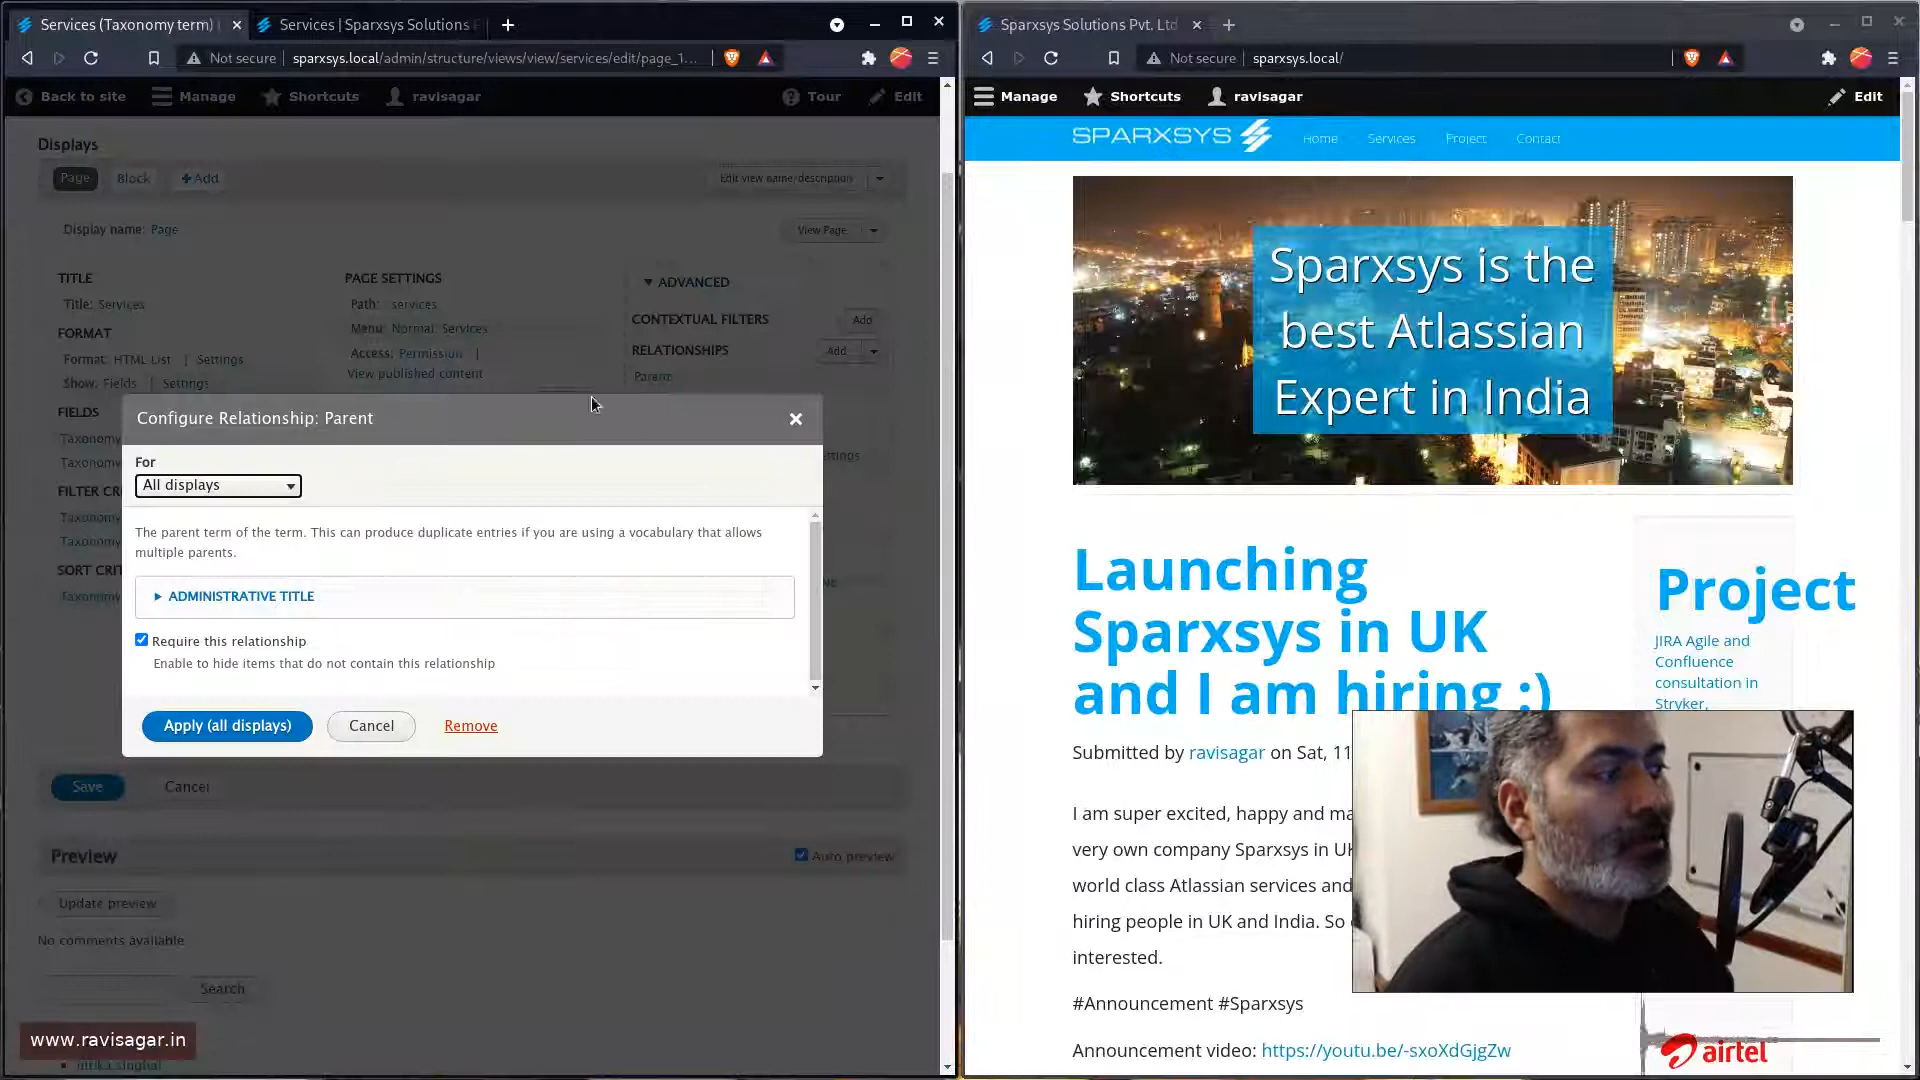 Services (Taxonomy term)
Services | Sparxsys Solutions
Not secure
sparxsys.local/admin/structure/views/view/services/edit/page_1...
Back to site
Manage
Shortcuts
ravisagar
Tour
Edit
Displays
Page
Block
+Add
Edit view name/description
Display name: Page
View Page
TITLE
Title: Services
FORMAT
Format: HTML List | Settings
Show: Fields | Settings
FIELDS
Taxonomy
Taxonomy
FILTER CRI
Taxonomy
Taxonomy
SORT CRIT
Taxonomy
PAGE SETTINGS
Path: services
Menu: Normal: Services
Access: Permission |
View published content
ADVANCED
CONTEXTUAL FILTERS
Add
RELATIONSHIPS
Add
Parent
Configure Relationship: Parent
For
All displays
The parent term of the term. This can produce duplicate entries if you are using a vocabulary that allows
multiple parents.
ADMINISTRATIVE TITLE
Require this relationship
Enable to hide items that do not contain this relationship
Apply (all displays)
Cancel
Remove
Save
Cancel
Preview
Auto preview
Update preview
No comments available
Search
www.ravisagar.in
Sparxsys Solutions Pvt. Ltd
Not secure
sparxsys.local/
Manage
Shortcuts
ravisagar
Edit
SPARXSYS
Home
Services
Project
Contact
Sparxsys is the
best Atlassian
Expert in India
Launching
Sparxsys in UK
and I am hiring :)
Submitted by ravisagar on Sat, 11
I am super excited, happy and ma
very own company Sparxsys in UK
world class Atlassian services and
hiring people in UK and India. So
interested.
#Announcement #Sparxsys
Announcement video: https://youtu.be/-sxoXdGjgZw
Project
JIRA Agile and
Confluence
consultation in
Stryker,
airtel